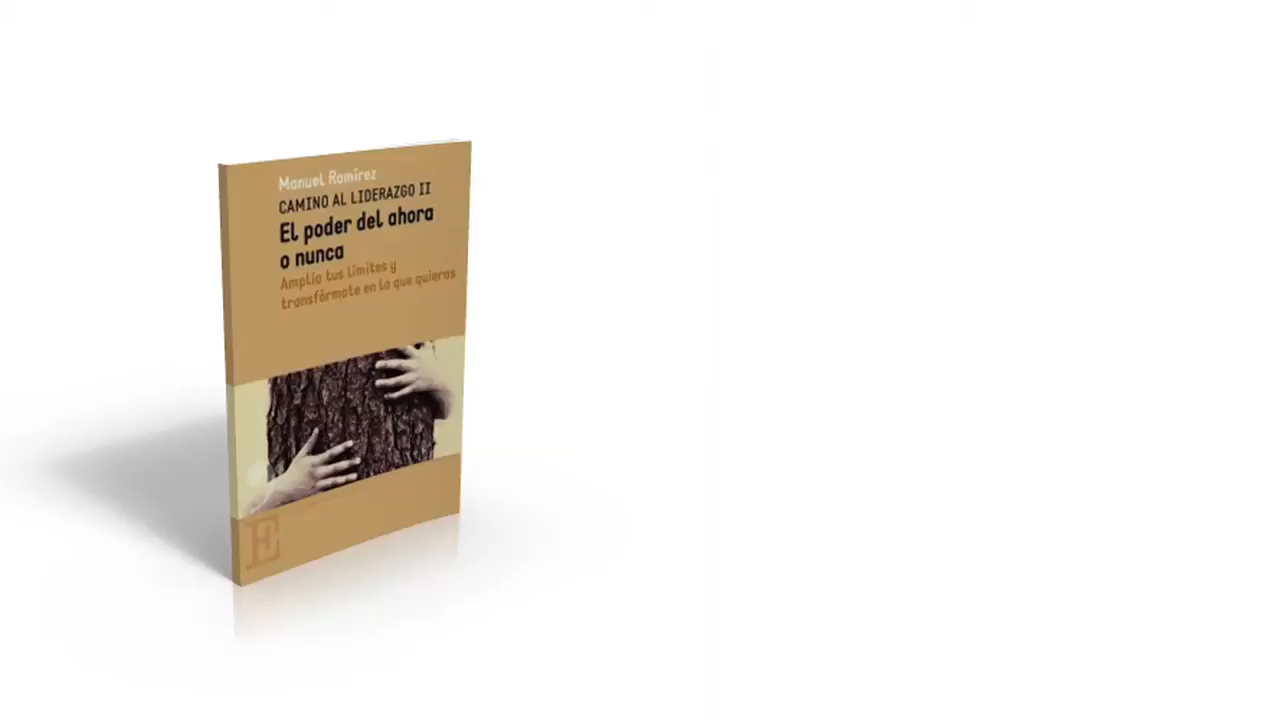 Manuel Ramírez
CAMINO AL LIDERAZGO II
El poder del ahora
o nunca
Amplía tus límites y
transfórmate en lo que quieras
E